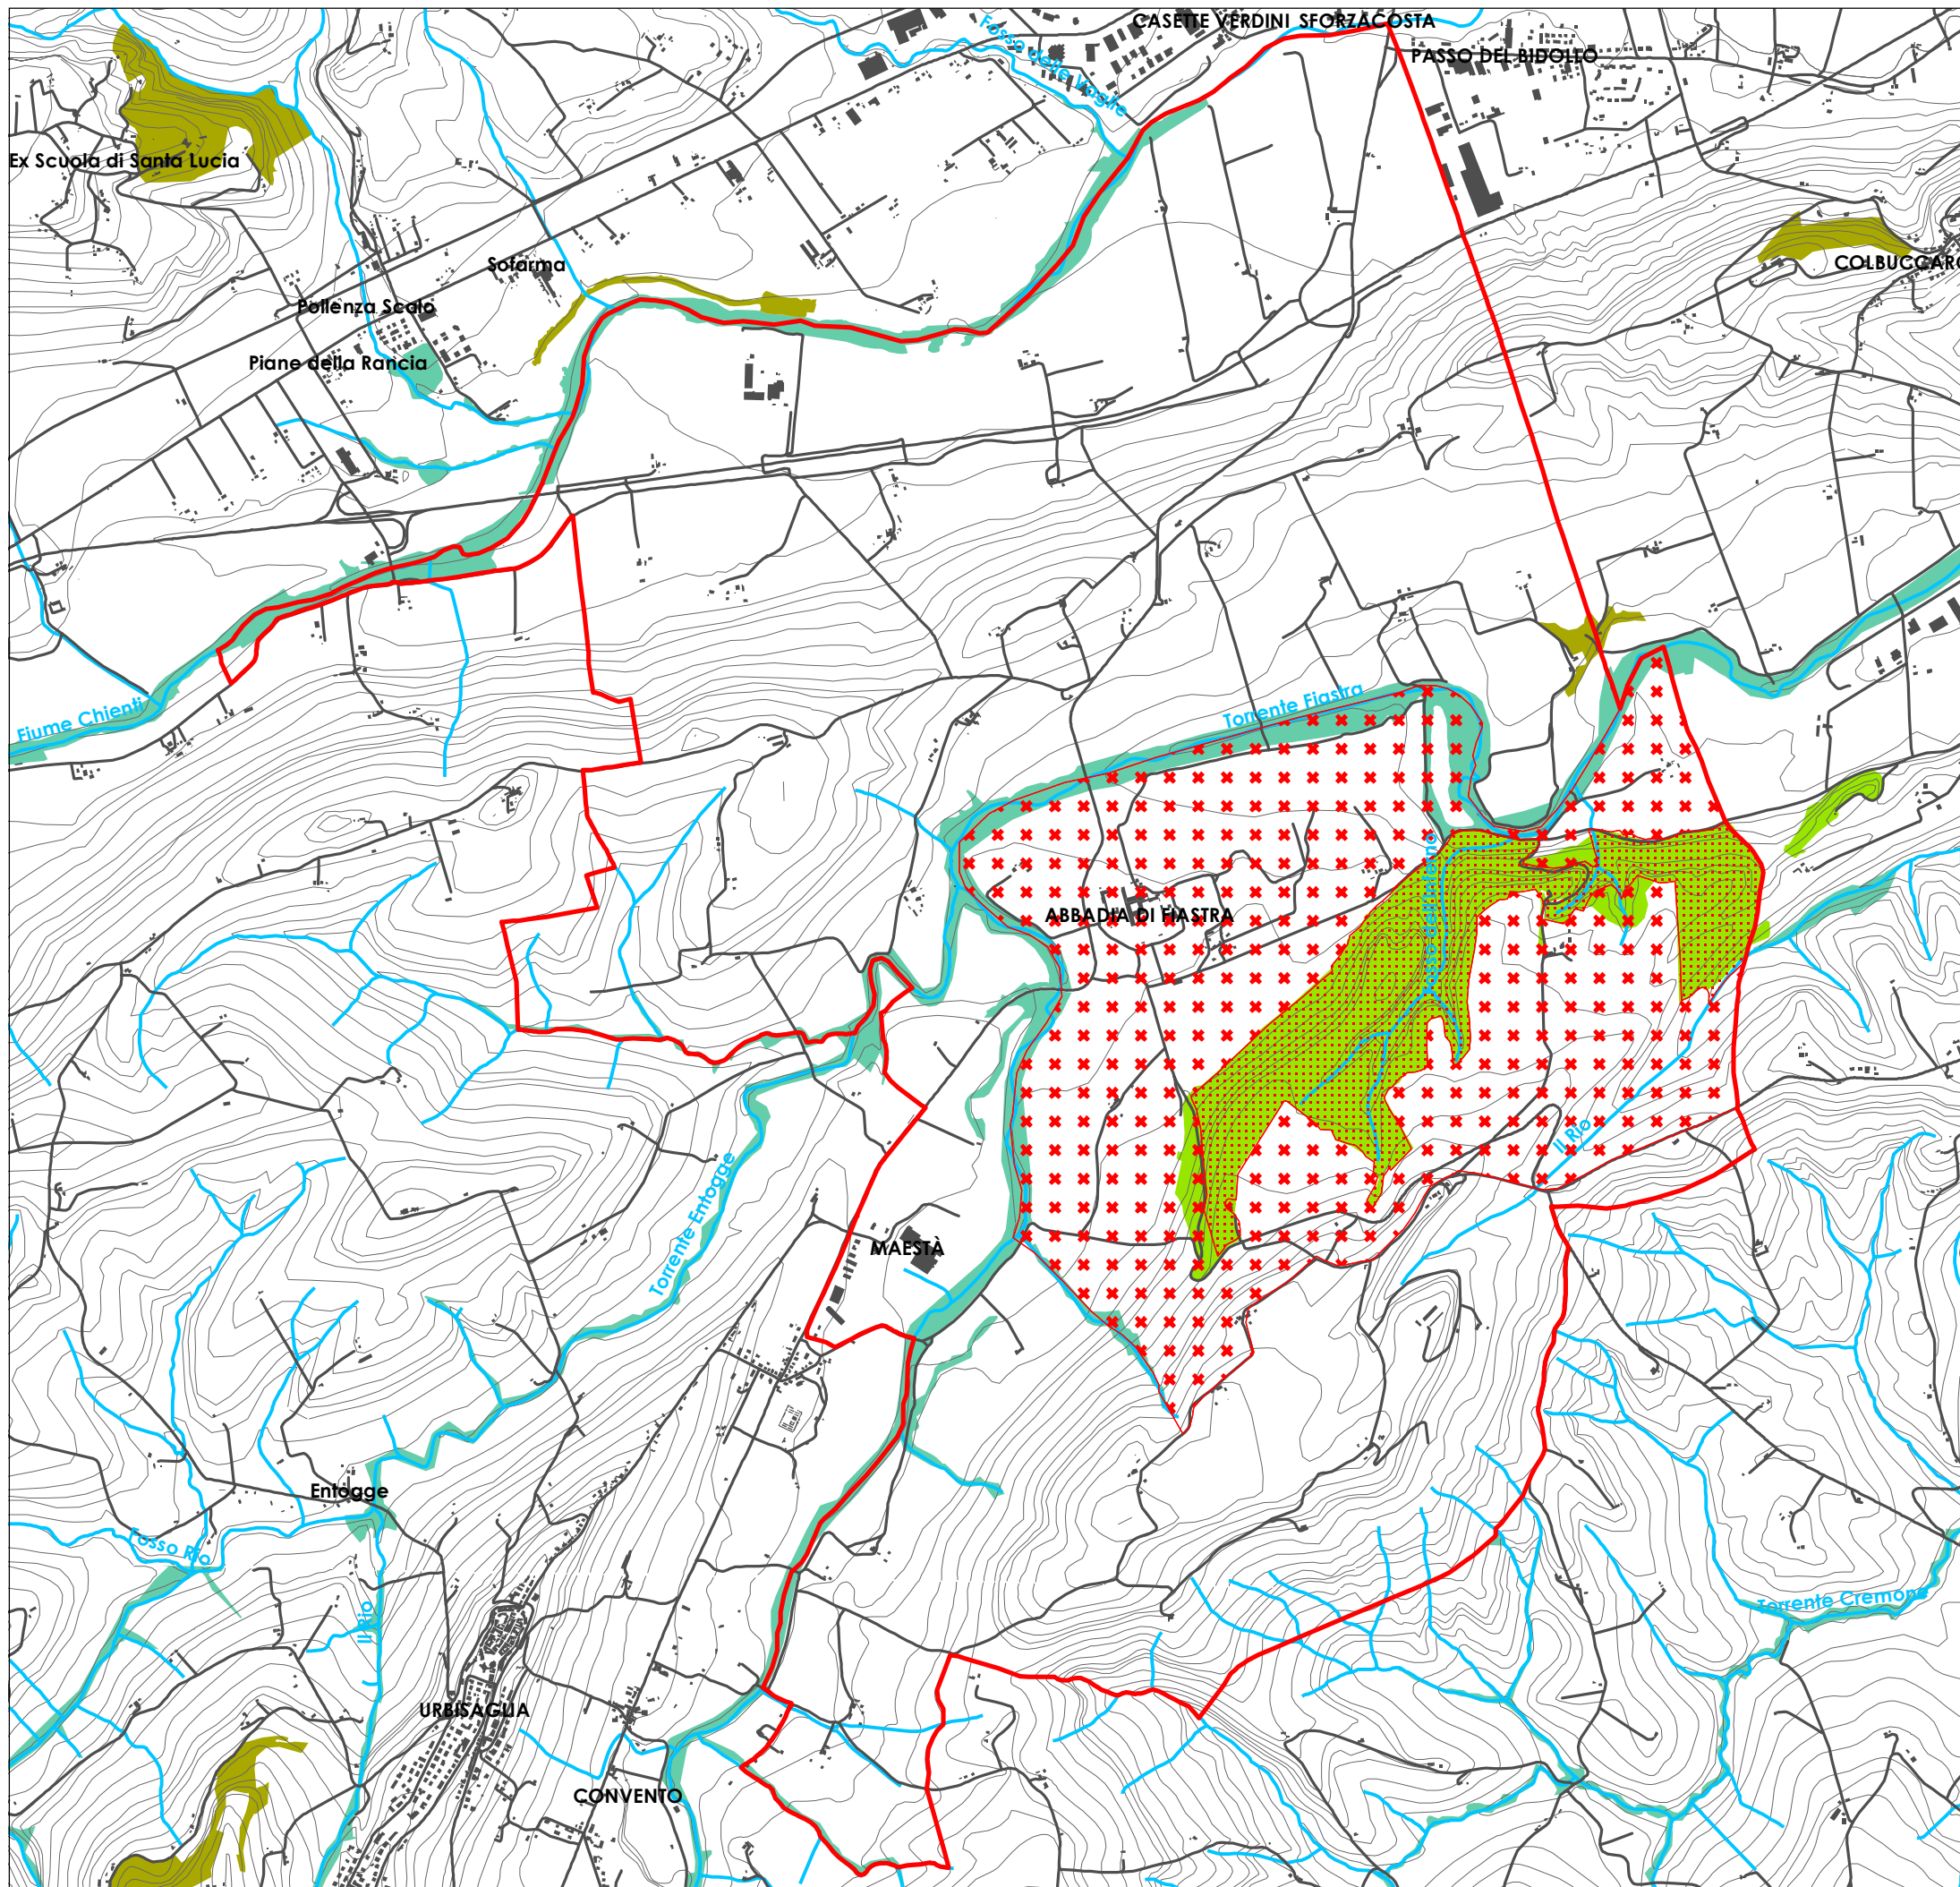 CASETTE VERDINI SFORZACOSTA
PASSO DEL BIDOLLO
Fosso delle Vaglie
Ex Scuola di Santa Lucia
Sofarma
COLBUCCARO
Pollenza Scalo
Piane della Rancia
Fiume Chienti
Torrente Fiastra
ABBADIA DI FIASTRA
Il Rio
Torrente Entogge
MAESTÀ
Entogge
Fosso Rio
Il Rio
Torrente Cremone
URBISAGLIA
CONVENTO